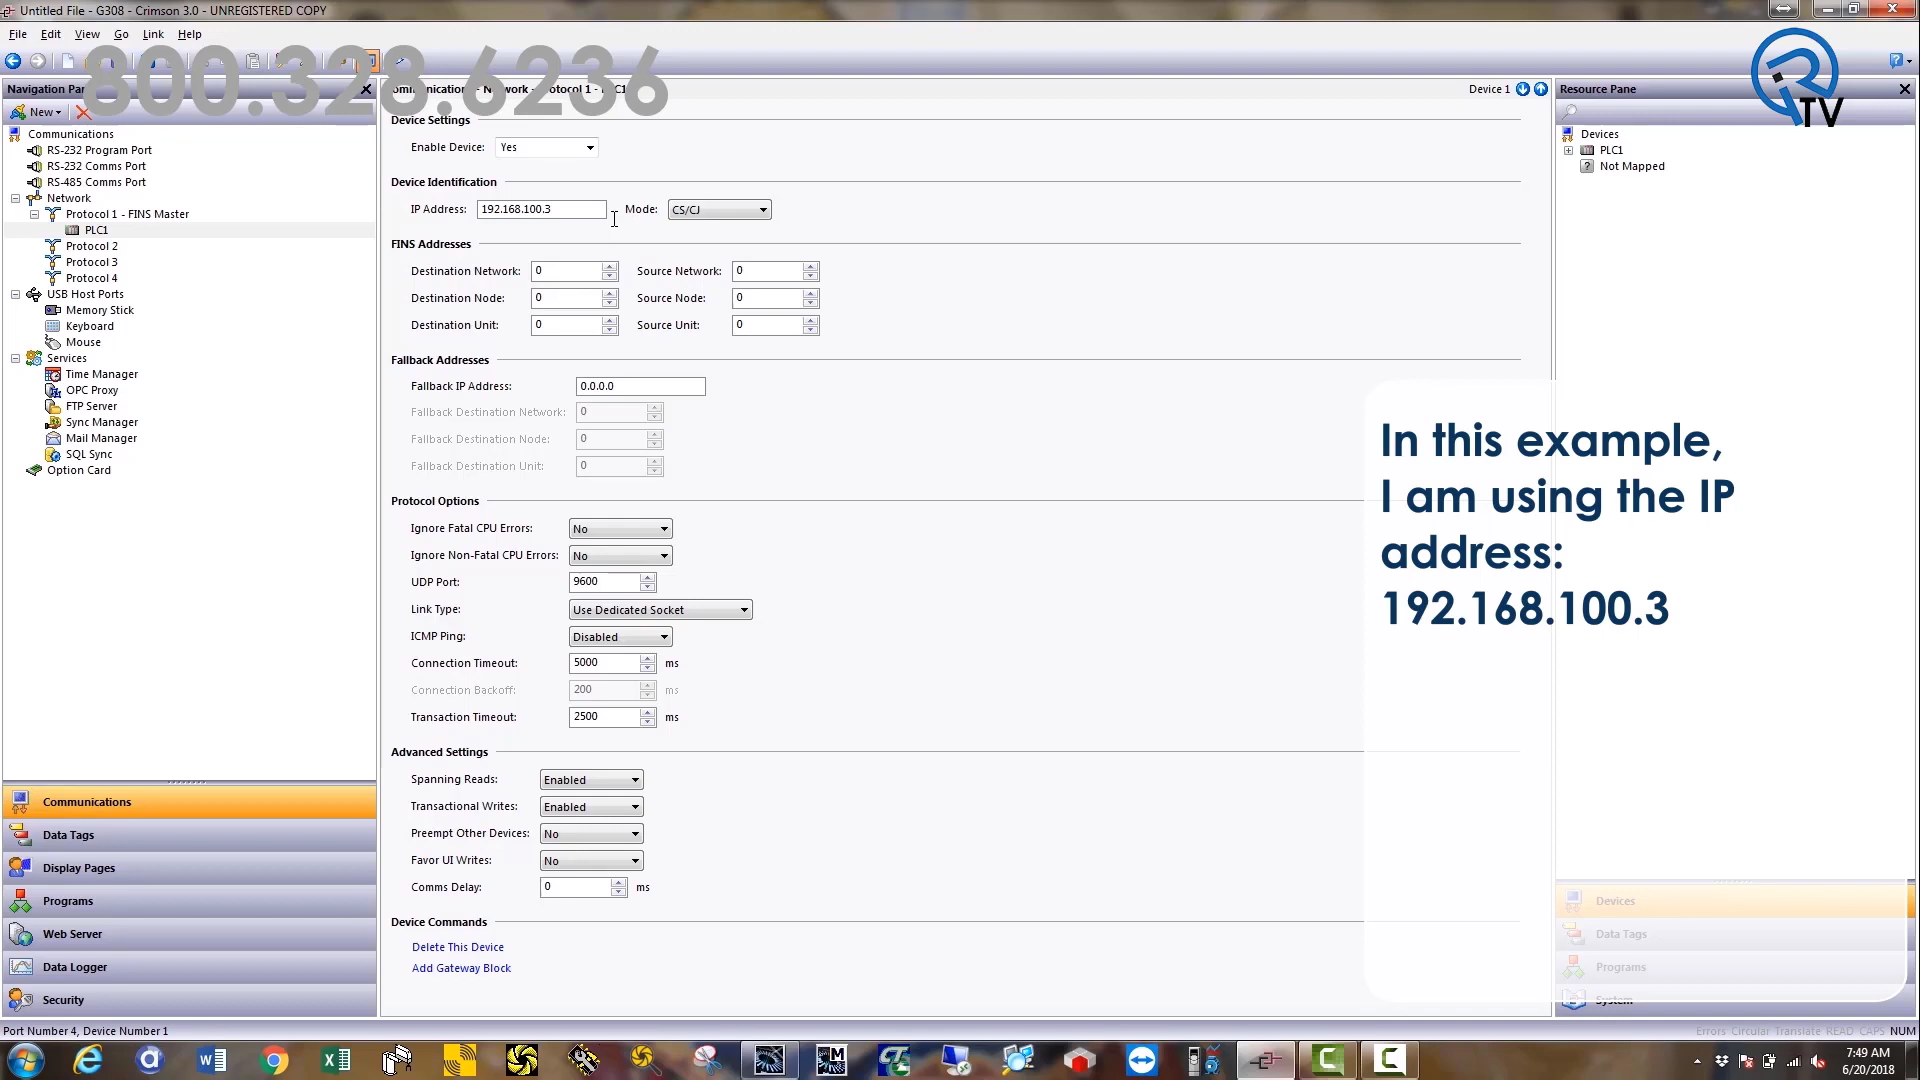 Untitled File - G308 - Crimson 3.0 - UNREGISTERED COPY
File Edit View Go Link Help
800.328.6236
TV
Navigation Pa
ommunications - Network - Protocol 1 - PLC1
Device 1
Resource Pane
New
Communications
RS-232 Program Port
RS-232 Comms Port
RS-485 Comms Port
Network
Protocol 1 - FINS Master
PLC1
Protocol 2
Protocol 3
Protocol 4
USB Host Ports
Memory Stick
Keyboard
Mouse
Services
Time Manager
OPC Proxy
FTP Server
Sync Manager
Mail Manager
SQL Sync
Option Card
Communications
Data Tags
Display Pages
Programs
Web Server
Data Logger
Security
Device Settings
Enable Device: Yes
Device Identification
IP Address: 192.168.100.3 Mode: CS/CJ
FINS Addresses
Destination Network: 0 Source Network: 0
Destination Node: 0 Source Node: 0
Destination Unit: 0 Source Unit: 0
Fallback Addresses
Fallback IP Address: 0.0.0.0
Fallback Destination Network: 0
Fallback Destination Node: 0
Fallback Destination Unit: 0
Protocol Options
Ignore Fatal CPU Errors: No
Ignore Non-Fatal CPU Errors: No
UDP Port: 9600
Link Type: Use Dedicated Socket
ICMP Ping: Disabled
Connection Timeout: 5000 ms
Connection Backoff: 200 ms
Transaction Timeout: 2500 ms
Advanced Settings
Spanning Reads: Enabled
Transactional Writes: Enabled
Preempt Other Devices: No
Favor UI Writes: No
Comms Delay: 0 ms
Device Commands
Delete This Device
Add Gateway Block
Devices
PLC1
Not Mapped
In this example,
I am using the IP
address:
192.168.100.3
Devices
Data Tags
Programs
System
Port Number 4, Device Number 1
Errors Circular Translate READ CAPS NUM
7:49 AM
6/20/2018